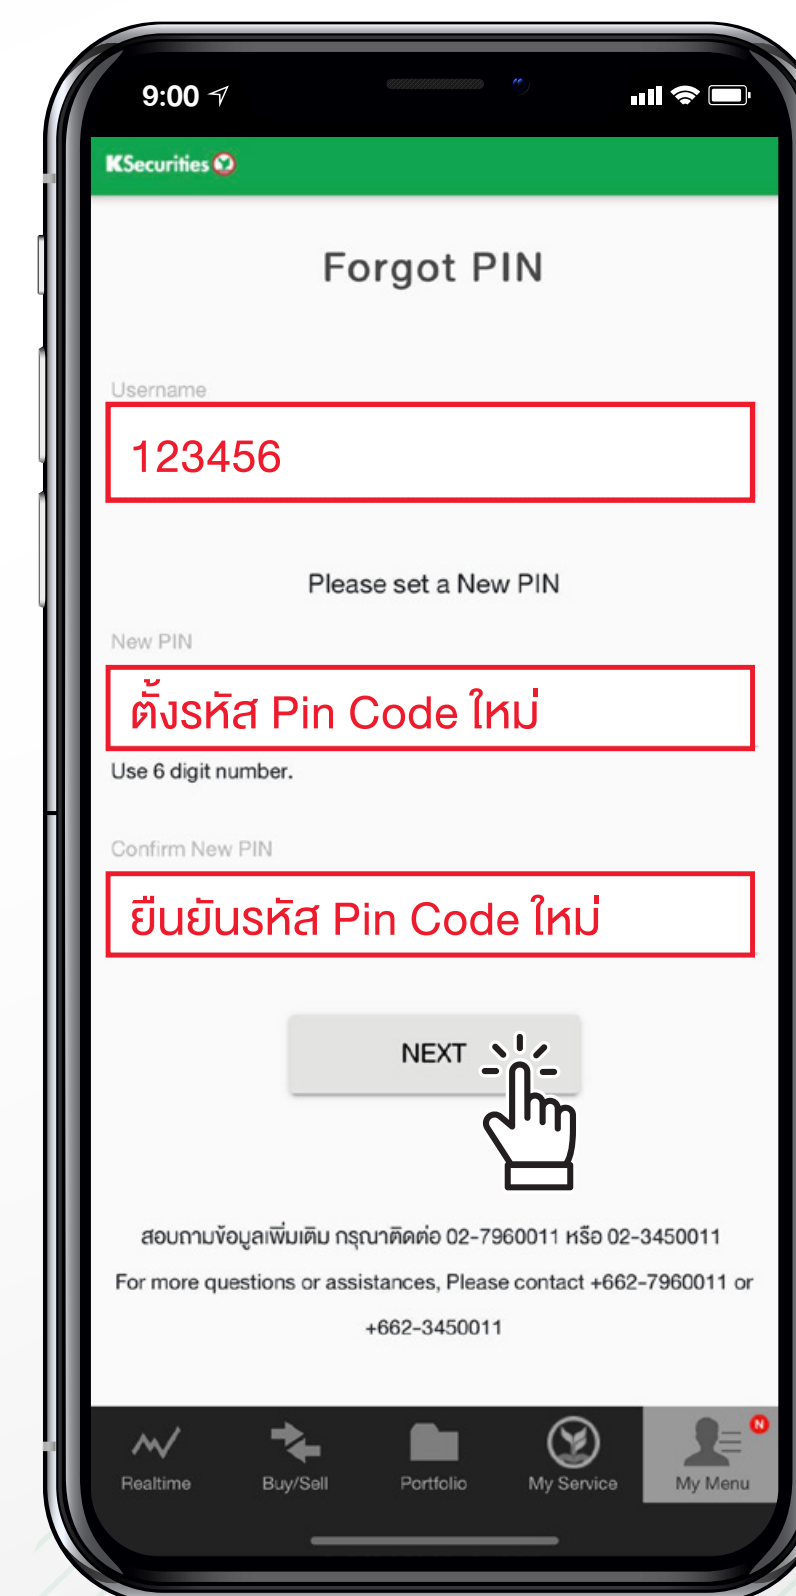 9:00
KSecurities
Forgot PIN
Username
123456
Please set a New PIN
New PIN
ตั้งรหัส Pin Code ใหม่
Use 6 digit number.
Confirm New PIN
ยืนยันรหัส Pin Code ใหม่
NEXT
สอบถามข้อมูลเพิ่มเติม กรุณาติดต่อ 02-7960011 หรือ 02-3450011
For more questions or assistances, Please contact +662-7960011 or
+662-3450011
N
Realtime Buy/Sell Portfolio My Service My Menu